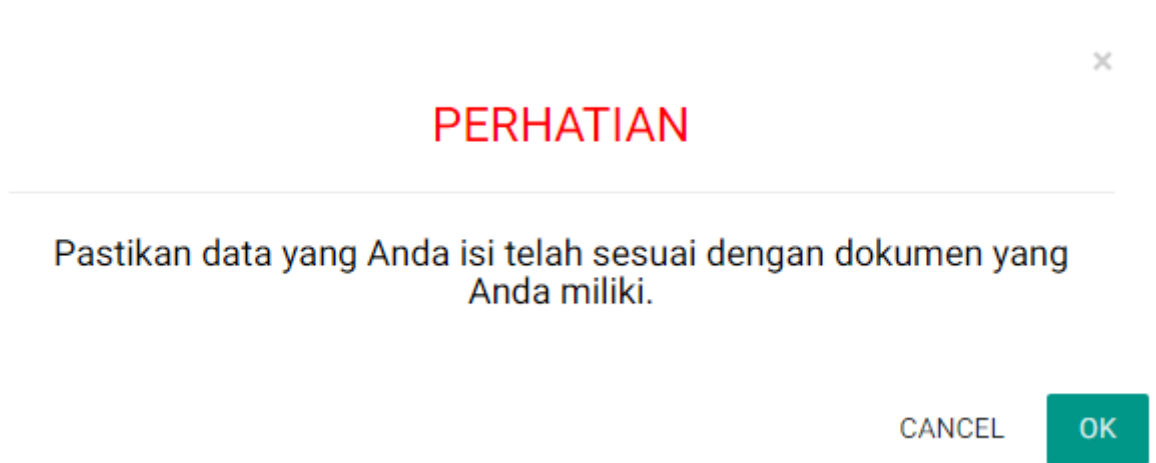 ×
PERHATIAN
Pastikan data yang Anda isi telah sesuai dengan dokumen yang
Anda miliki.
CANCEL OK